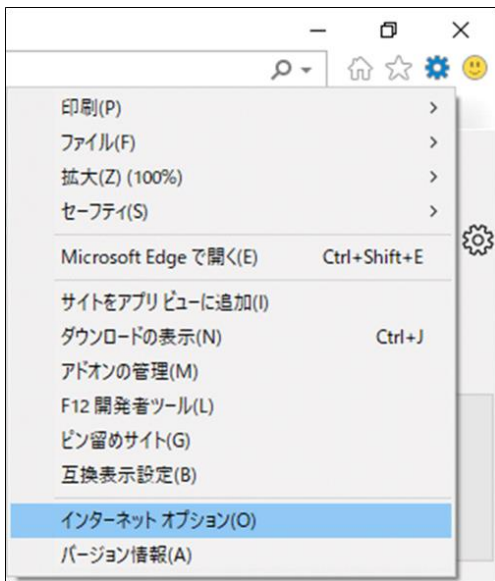 印刷(P)
ファイル(F)
拡大(Z) (100%)
セーフティ(S)
Microsoft Edge で開く(E) Ctrl+Shift+E
サイトをアプリ ビューに追加(I)
ダウンロードの表示(N) Ctrl+J
アドオンの管理(M)
F12 開発者ツール(L)
ピン留めサイト(G)
互換表示設定(B)
インターネット オプション(O)
バージョン情報(A)